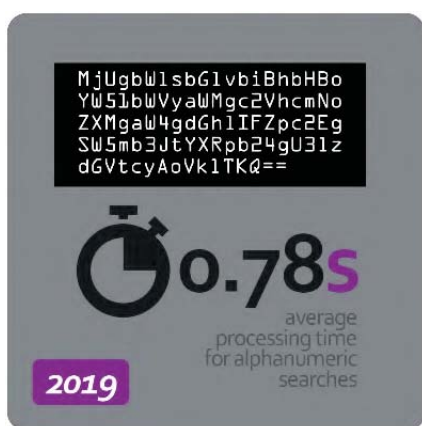 MjUgbWlsbGlvbiBhbHBo
YW51bWVyaWMgc2VhcmNo
ZXMgaW4gdGhlIFZpc2Eg
SW5mb3JtYXRpb24gU3lz
dGVtcyAoVklTKQ==
0.78s
average
processing time
for alphanumeric
searches
2019